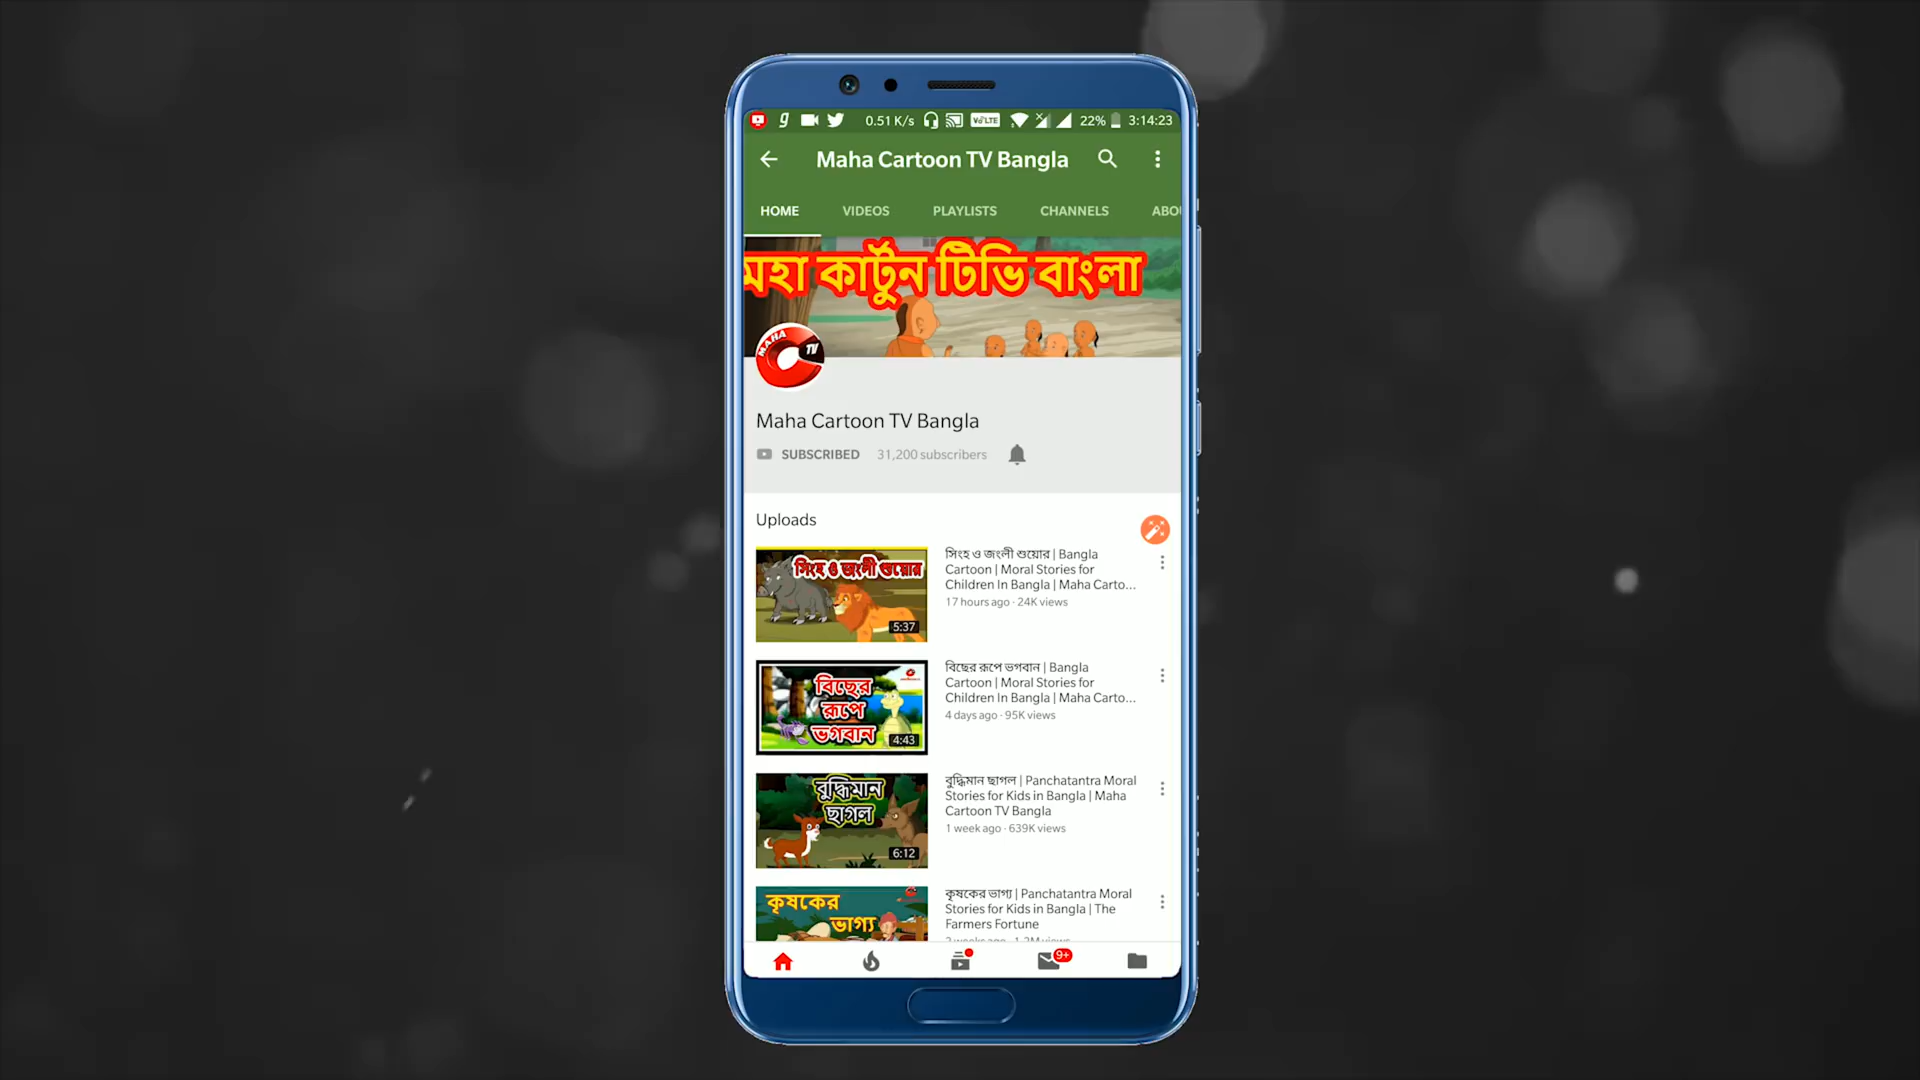 g 0.51 K/s VoLTE 22% 3:14:23
Maha Cartoon TV Bangla
HOME VIDEOS PLAYLISTS CHANNELS ABO
মহা কার্টুন টিভি বাংলা
MAHA TV
Maha Cartoon TV Bangla
SUBSCRIBED 31,200 subscribers
Uploads
সিংহ ও জংলী শুয়োর
5:37
সিংহ ও জংলী শুয়োর | Bangla
Cartoon | Moral Stories for
Children In Bangla | Maha Carto...
17 hours ago · 24K views
বিছের
রূপে
ভগবান
4:43
বিছের রূপে ভগবান | Bangla
Cartoon | Moral Stories for
Children In Bangla | Maha Carto...
4 days ago · 95K views
বুদ্ধিমান
ছাগল
6:12
বুদ্ধিমান ছাগল | Panchatantra Moral
Stories for Kids in Bangla | Maha
Cartoon TV Bangla
1 week ago · 639K views
কৃষকের
ভাগ্য
কৃষকের ভাগ্য | Panchatantra Moral
Stories for Kids in Bangla | The
Farmers Fortune
9+